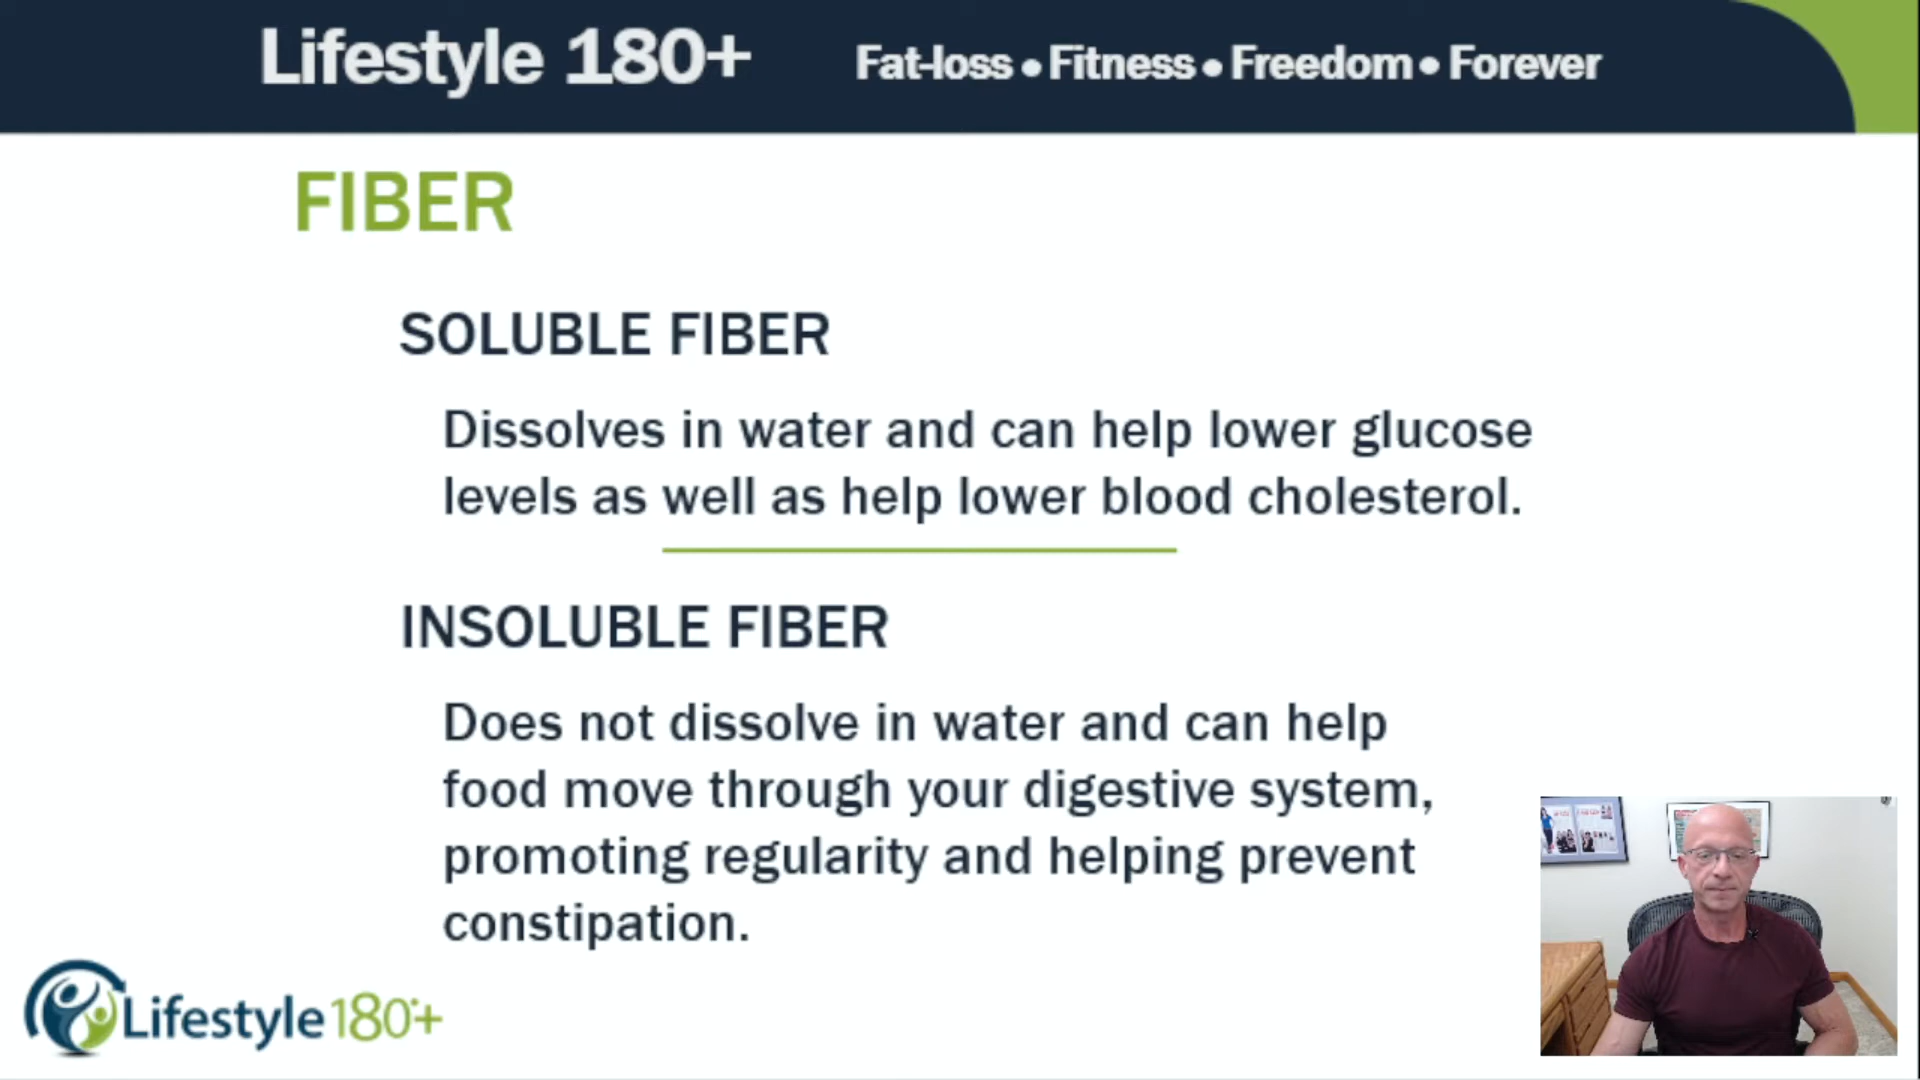 Lifestyle 180+
Fat-loss • Fitness • Freedom • Forever
FIBER
SOLUBLE FIBER
Dissolves in water and can help lower glucose
levels as well as help lower blood cholesterol.
INSOLUBLE FIBER
Does not dissolve in water and can help
food move through your digestive system,
promoting regularity and helping prevent
constipation.
Lifestyle180+